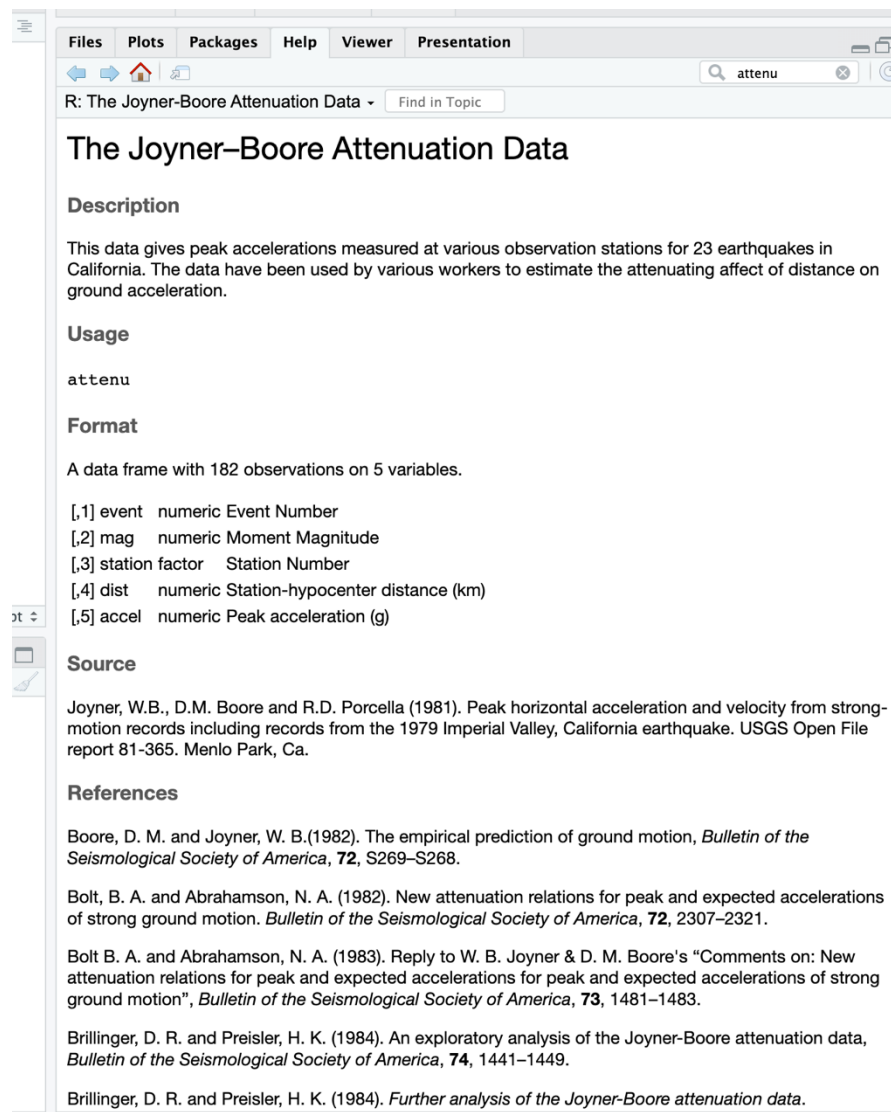 Files Plots Packages Help Viewer Presentation
attenu
R: The Joyner-Boore Attenuation Data Find in Topic
The Joyner–Boore Attenuation Data
Description
This data gives peak accelerations measured at various observation stations for 23 earthquakes in
California. The data have been used by various workers to estimate the attenuating affect of distance on
ground acceleration.
Usage
attenu
Format
A data frame with 182 observations on 5 variables.
[,1] event numeric Event Number
[,2] mag numeric Moment Magnitude
[,3] station factor Station Number
[,4] dist numeric Station-hypocenter distance (km)
[,5] accel numeric Peak acceleration (g)
Source
Joyner, W.B., D.M. Boore and R.D. Porcella (1981). Peak horizontal acceleration and velocity from strong-
motion records including records from the 1979 Imperial Valley, California earthquake. USGS Open File
report 81-365. Menlo Park, Ca.
References
Boore, D. M. and Joyner, W. B.(1982). The empirical prediction of ground motion, Bulletin of the
Seismological Society of America, 72, S269–S268.
Bolt, B. A. and Abrahamson, N. A. (1982). New attenuation relations for peak and expected accelerations
of strong ground motion. Bulletin of the Seismological Society of America, 72, 2307–2321.
Bolt B. A. and Abrahamson, N. A. (1983). Reply to W. B. Joyner & D. M. Boore's “Comments on: New
attenuation relations for peak and expected accelerations for peak and expected accelerations of strong
ground motion”, Bulletin of the Seismological Society of America, 73, 1481–1483.
Brillinger, D. R. and Preisler, H. K. (1984). An exploratory analysis of the Joyner-Boore attenuation data,
Bulletin of the Seismological Society of America, 74, 1441–1449.
Brillinger, D. R. and Preisler, H. K. (1984). Further analysis of the Joyner-Boore attenuation data.